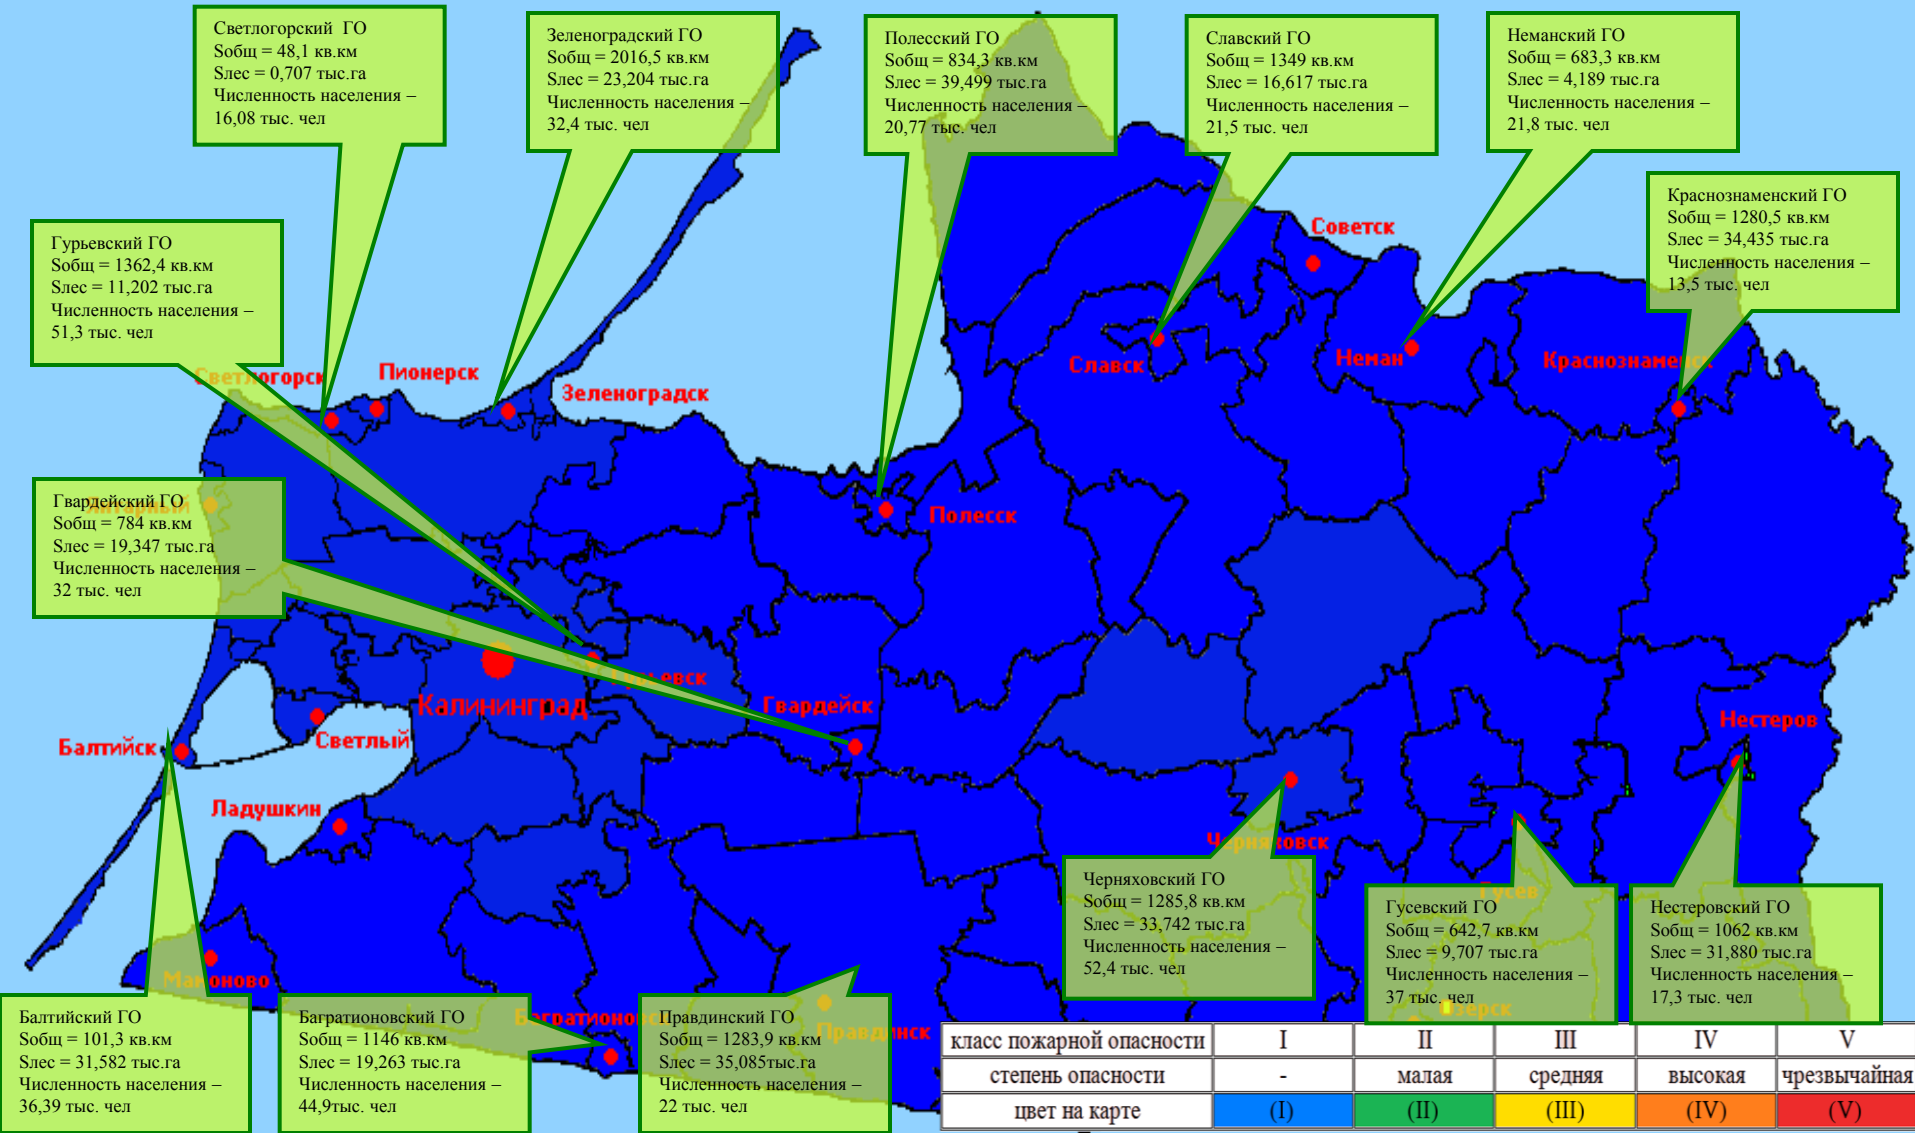 Светлогорский ГО
Sобщ = 48,1 кв.км
Sлес = 0,707 тыс.га
Численность населения –
16,08 тыс. чел
Зеленоградский ГО
Sобщ = 2016,5 кв.км
Sлес = 23,204 тыс.га
Численность населения –
32,4 тыс. чел
Полесский ГО
Sобщ = 834,3 кв.км
Sлес = 39,499 тыс.га
Численность населения –
20,77 тыс. чел
Славский ГО
Sобщ = 1349 кв.км
Sлес = 16,617 тыс.га
Численность населения –
21,5 тыс. чел
Неманский ГО
Sобщ = 683,3 кв.км
Sлес = 4,189 тыс.га
Численность населения –
21,8 тыс. чел
Краснознаменский ГО
Sобщ = 1280,5 кв.км
Sлес = 34,435 тыс.га
Численность населения –
13,5 тыс. чел
Гурьевский ГО
Sобщ = 1362,4 кв.км
Sлес = 11,202 тыс.га
Численность населения –
51,3 тыс. чел
Советск
Славск
Неман
Краснознаменск
Светлогорск
Пионерск
Зеленоградск
Янтарный
Гвардейский ГО
Sобщ = 784 кв.км
Sлес = 19,347 тыс.га
Численность населения –
32 тыс. чел
Полесск
Гурьевск
Калининград
Гвардейск
Нестеров
Балтийск
Светлый
Ладушкин
Черняховск
Гусев
Черняховский ГО
Sобщ = 1285,8 кв.км
Sлес = 33,742 тыс.га
Численность населения –
52,4 тыс. чел
Гусевский ГО
Sобщ = 642,7 кв.км
Sлес = 9,707 тыс.га
Численность населения –
37 тыс. чел
Нестеровский ГО
Sобщ = 1062 кв.км
Sлес = 31,880 тыс.га
Численность населения –
17,3 тыс. чел
Озерск
Мамоново
Багратионовск
Правдинск
Балтийский ГО
Sобщ = 101,3 кв.км
Sлес = 31,582 тыс.га
Численность населения –
36,39 тыс. чел
Багратионовский ГО
Sобщ = 1146 кв.км
Sлес = 19,263 тыс.га
Численность населения –
44,9тыс. чел
Правдинский ГО
Sобщ = 1283,9 кв.км
Sлес = 35,085тыс.га
Численность населения –
22 тыс. чел
класс пожарной опасности I II III IV V
степень опасности - малая средняя высокая чрезвычайная
цвет на карте (I) (II) (III) (IV) (V)